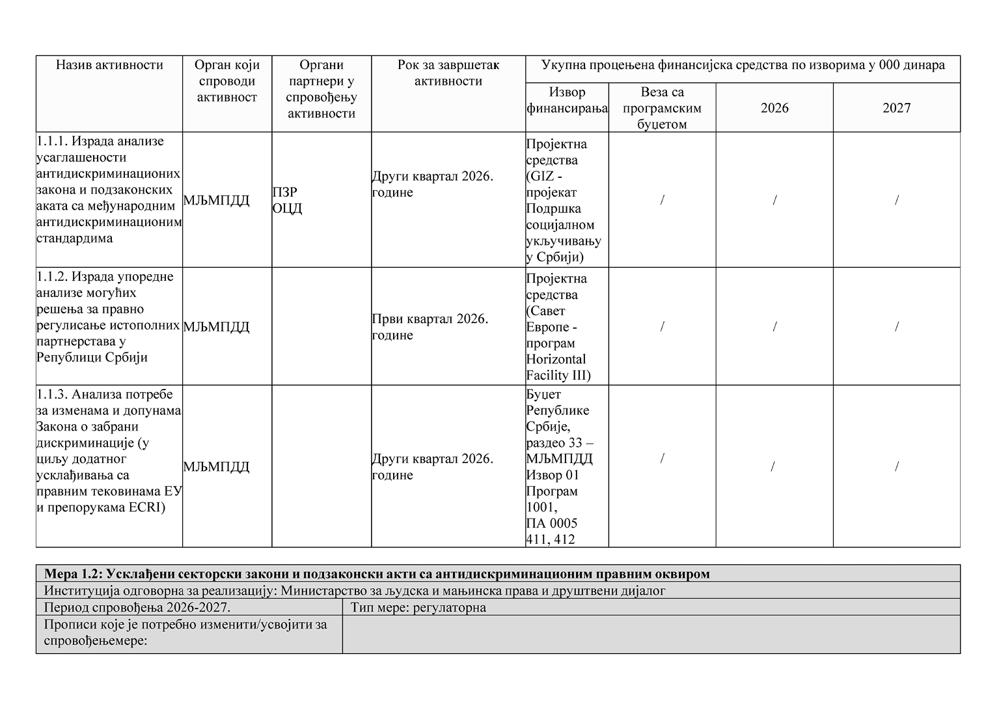 Назив активности
Орган који
спроводи
активност
Органи
партнери у
спровођењу
активности
Рок за завршетак
активности
Укупна процењена финансијска средства по изворима у 000 динара
Извор
финансирања
Веза са
програмским
буџетом
2026
2027
1.1.1. Израда анализе
усаглашености
антидискриминационих
закона и подзаконских
аката са међународним
антидискриминационим
стандардима
МЉМПДД
ПЗР
ОЦД
Други квартал 2026.
године
Пројектна
средства
(GIZ -
пројекат
Подршка
социјалном
укључивању
у Србији)
/
/
/
1.1.2. Израда упоредне
анализе могућих
решења за правно
регулисање истополних
партнерстава у
Републици Србији
МЉМПДД
Први квартал 2026.
године
Пројектна
средства
(Савет
Европе -
програм
Horizontal
Facility III)
/
/
/
1.1.3. Анализа потребе
за изменама и допунама
Закона о забрани
дискриминације (у
циљу додатног
усклађивања са
правним тековинама ЕУ
и препорукама ECRI)
МЉМПДД
Други квартал 2026.
године
Буџет
Републике
Србије,
раздео 33 –
МЉМПДД
Извор 01
Програм
1001,
ПА 0005
411, 412
/
/
/
Мера 1.2: Усклађени секторски закони и подзаконски акти са антидискриминационим правним оквиром
Институција одговорна за реализацију: Министарство за људска и мањинска права и друштвени дијалог
Период спровођења 2026-2027.
Тип мере: регулаторна
Прописи које је потребно изменити/усвојити за
спровођењемере: